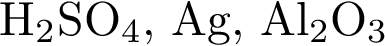 H₂SO₄, Ag, Al₂O₃